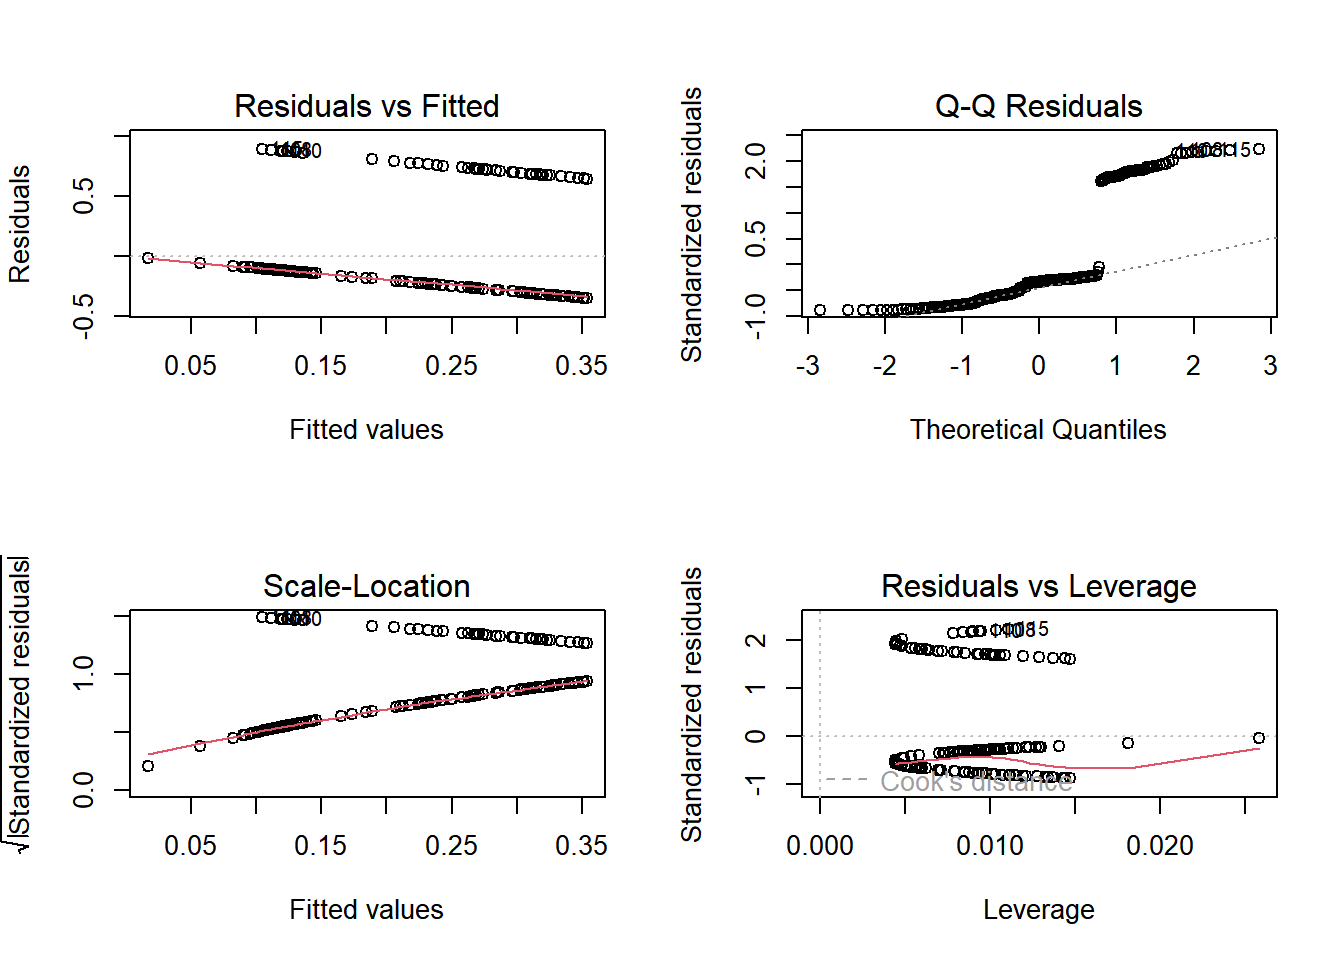 Residuals vs Fitted
Residuals
0.5
-0.5
0.05 0.15 0.25 0.35
Fitted values
Q-Q Residuals
Standardized residuals
2.0
0.5
-1.0
-3 -2 -1 0 1 2 3
Theoretical Quantiles
Scale-Location
√|Standardized residuals|
1.0
0.0
0.05 0.15 0.25 0.35
Fitted values
Residuals vs Leverage
Standardized residuals
2
1
0
-1
Cook's distance
0.000 0.010 0.020
Leverage